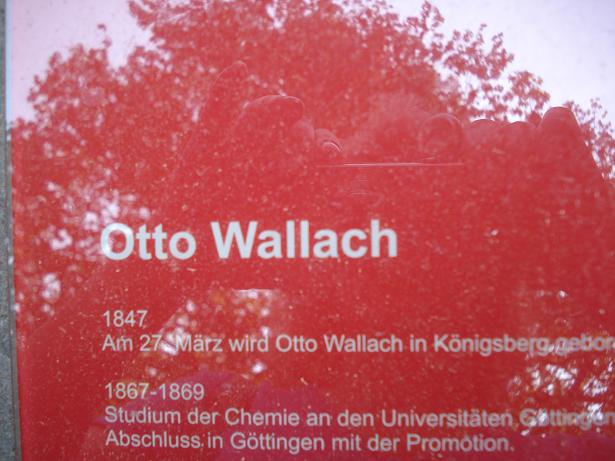 Otto Wallach
1847
Am 27. März wird Otto Wallach in Königsberg
1867-1869
Studium der Chemie an den Universitäten Göttingen
Abschluss in Göttingen mit der Promotion.